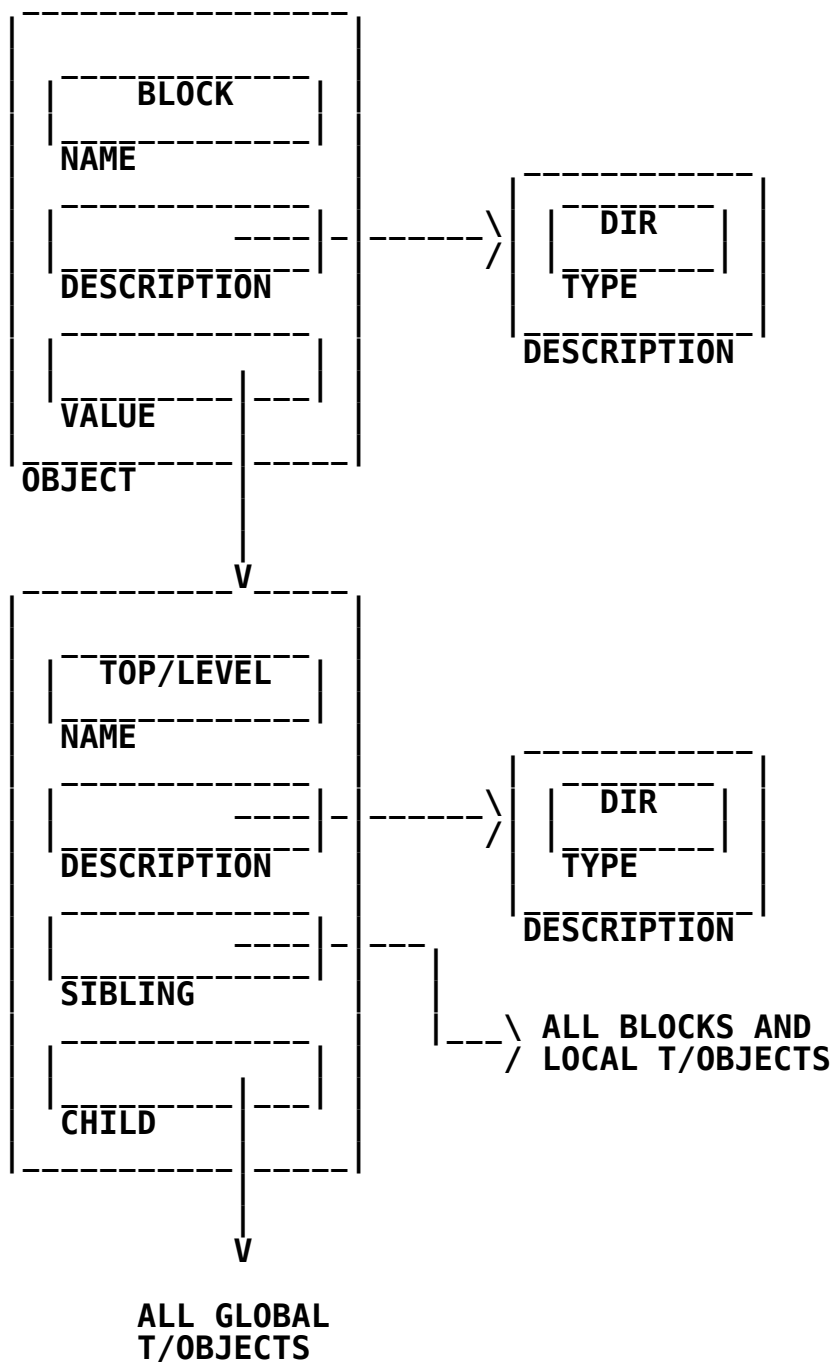 BLOCK
NAME
DIR
DESCRIPTION
TYPE
DESCRIPTION
VALUE
OBJECT
V
TOP/LEVEL
NAME
DIR
DESCRIPTION
TYPE
DESCRIPTION
SIBLING
ALL BLOCKS AND
LOCAL T/OBJECTS
CHILD
V
ALL GLOBAL
T/OBJECTS